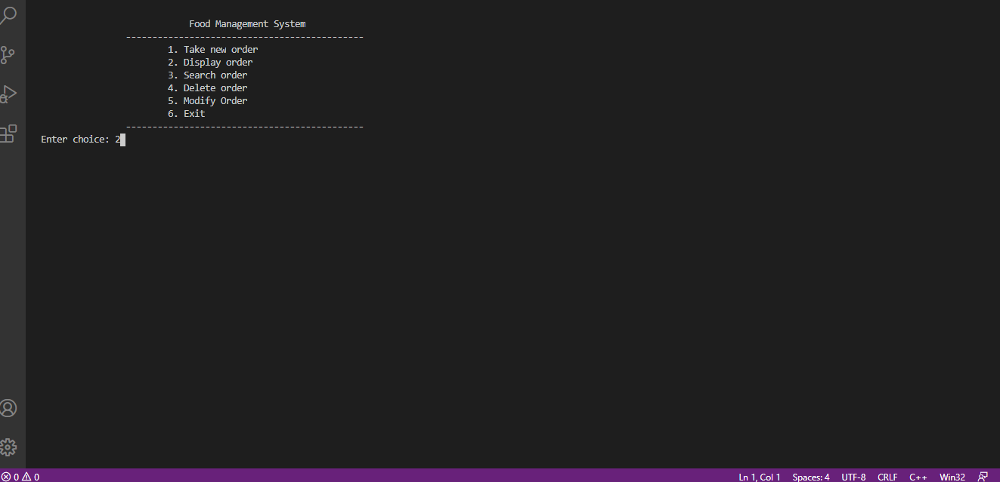 Food Management System
---------------------------------------------
1. Take new order
2. Display order
3. Search order
4. Delete order
5. Modify Order
6. Exit
---------------------------------------------
Enter choice: 2
0 0 Ln 1, Col 1 Spaces: 4 UTF-8 CRLF C++ Win32